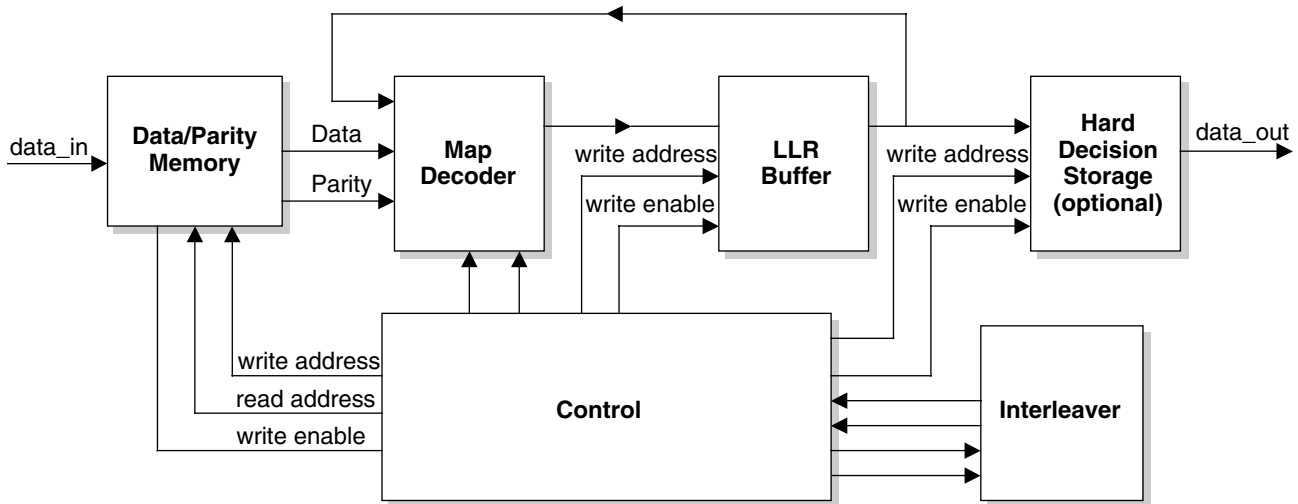 data_in
Data/Parity
Memory
Data
Parity
Map
Decoder
write address
write enable
LLR
Buffer
write address
write enable
Hard
Decision
Storage
(optional)
data_out
write address
read address
write enable
Control
Interleaver